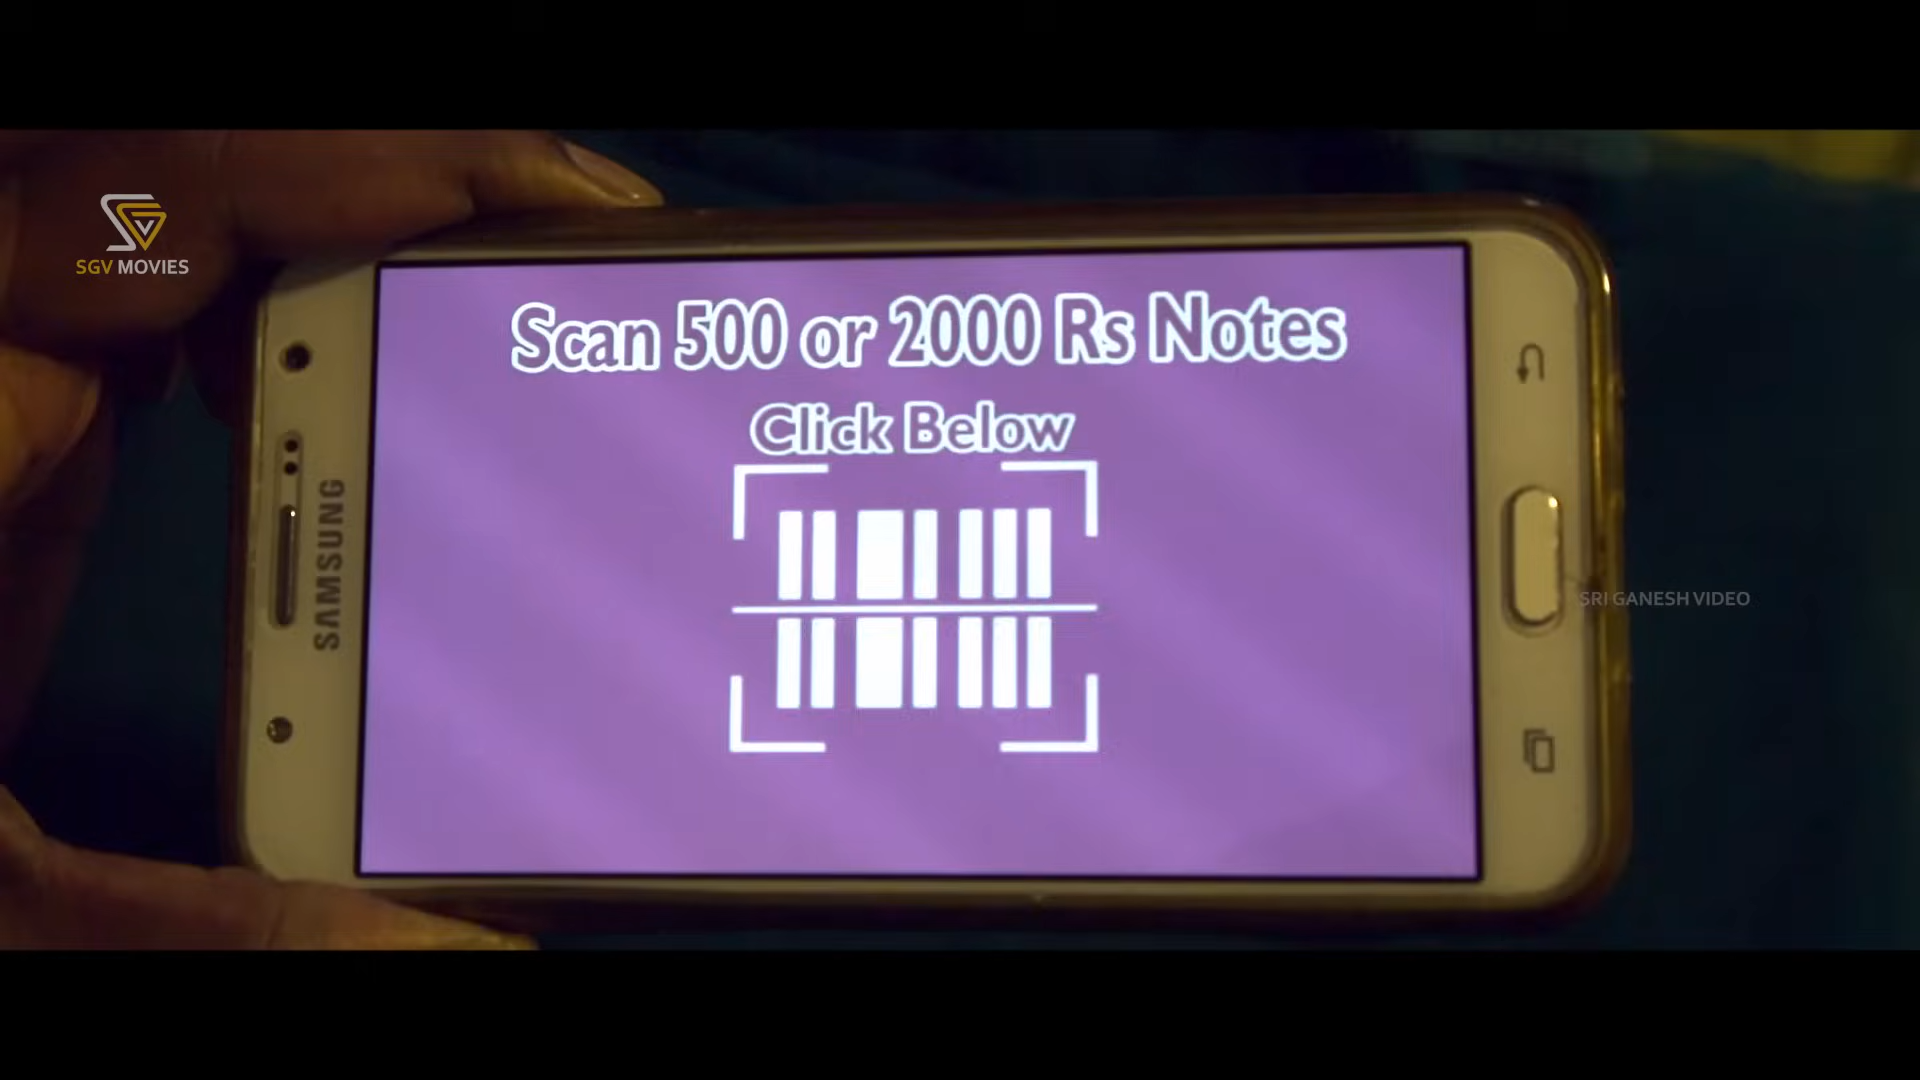 SGV MOVIES
Scan 500 or 2000 Rs Notes
Click Below
SAMSUNG
SRI GANESH VIDEO